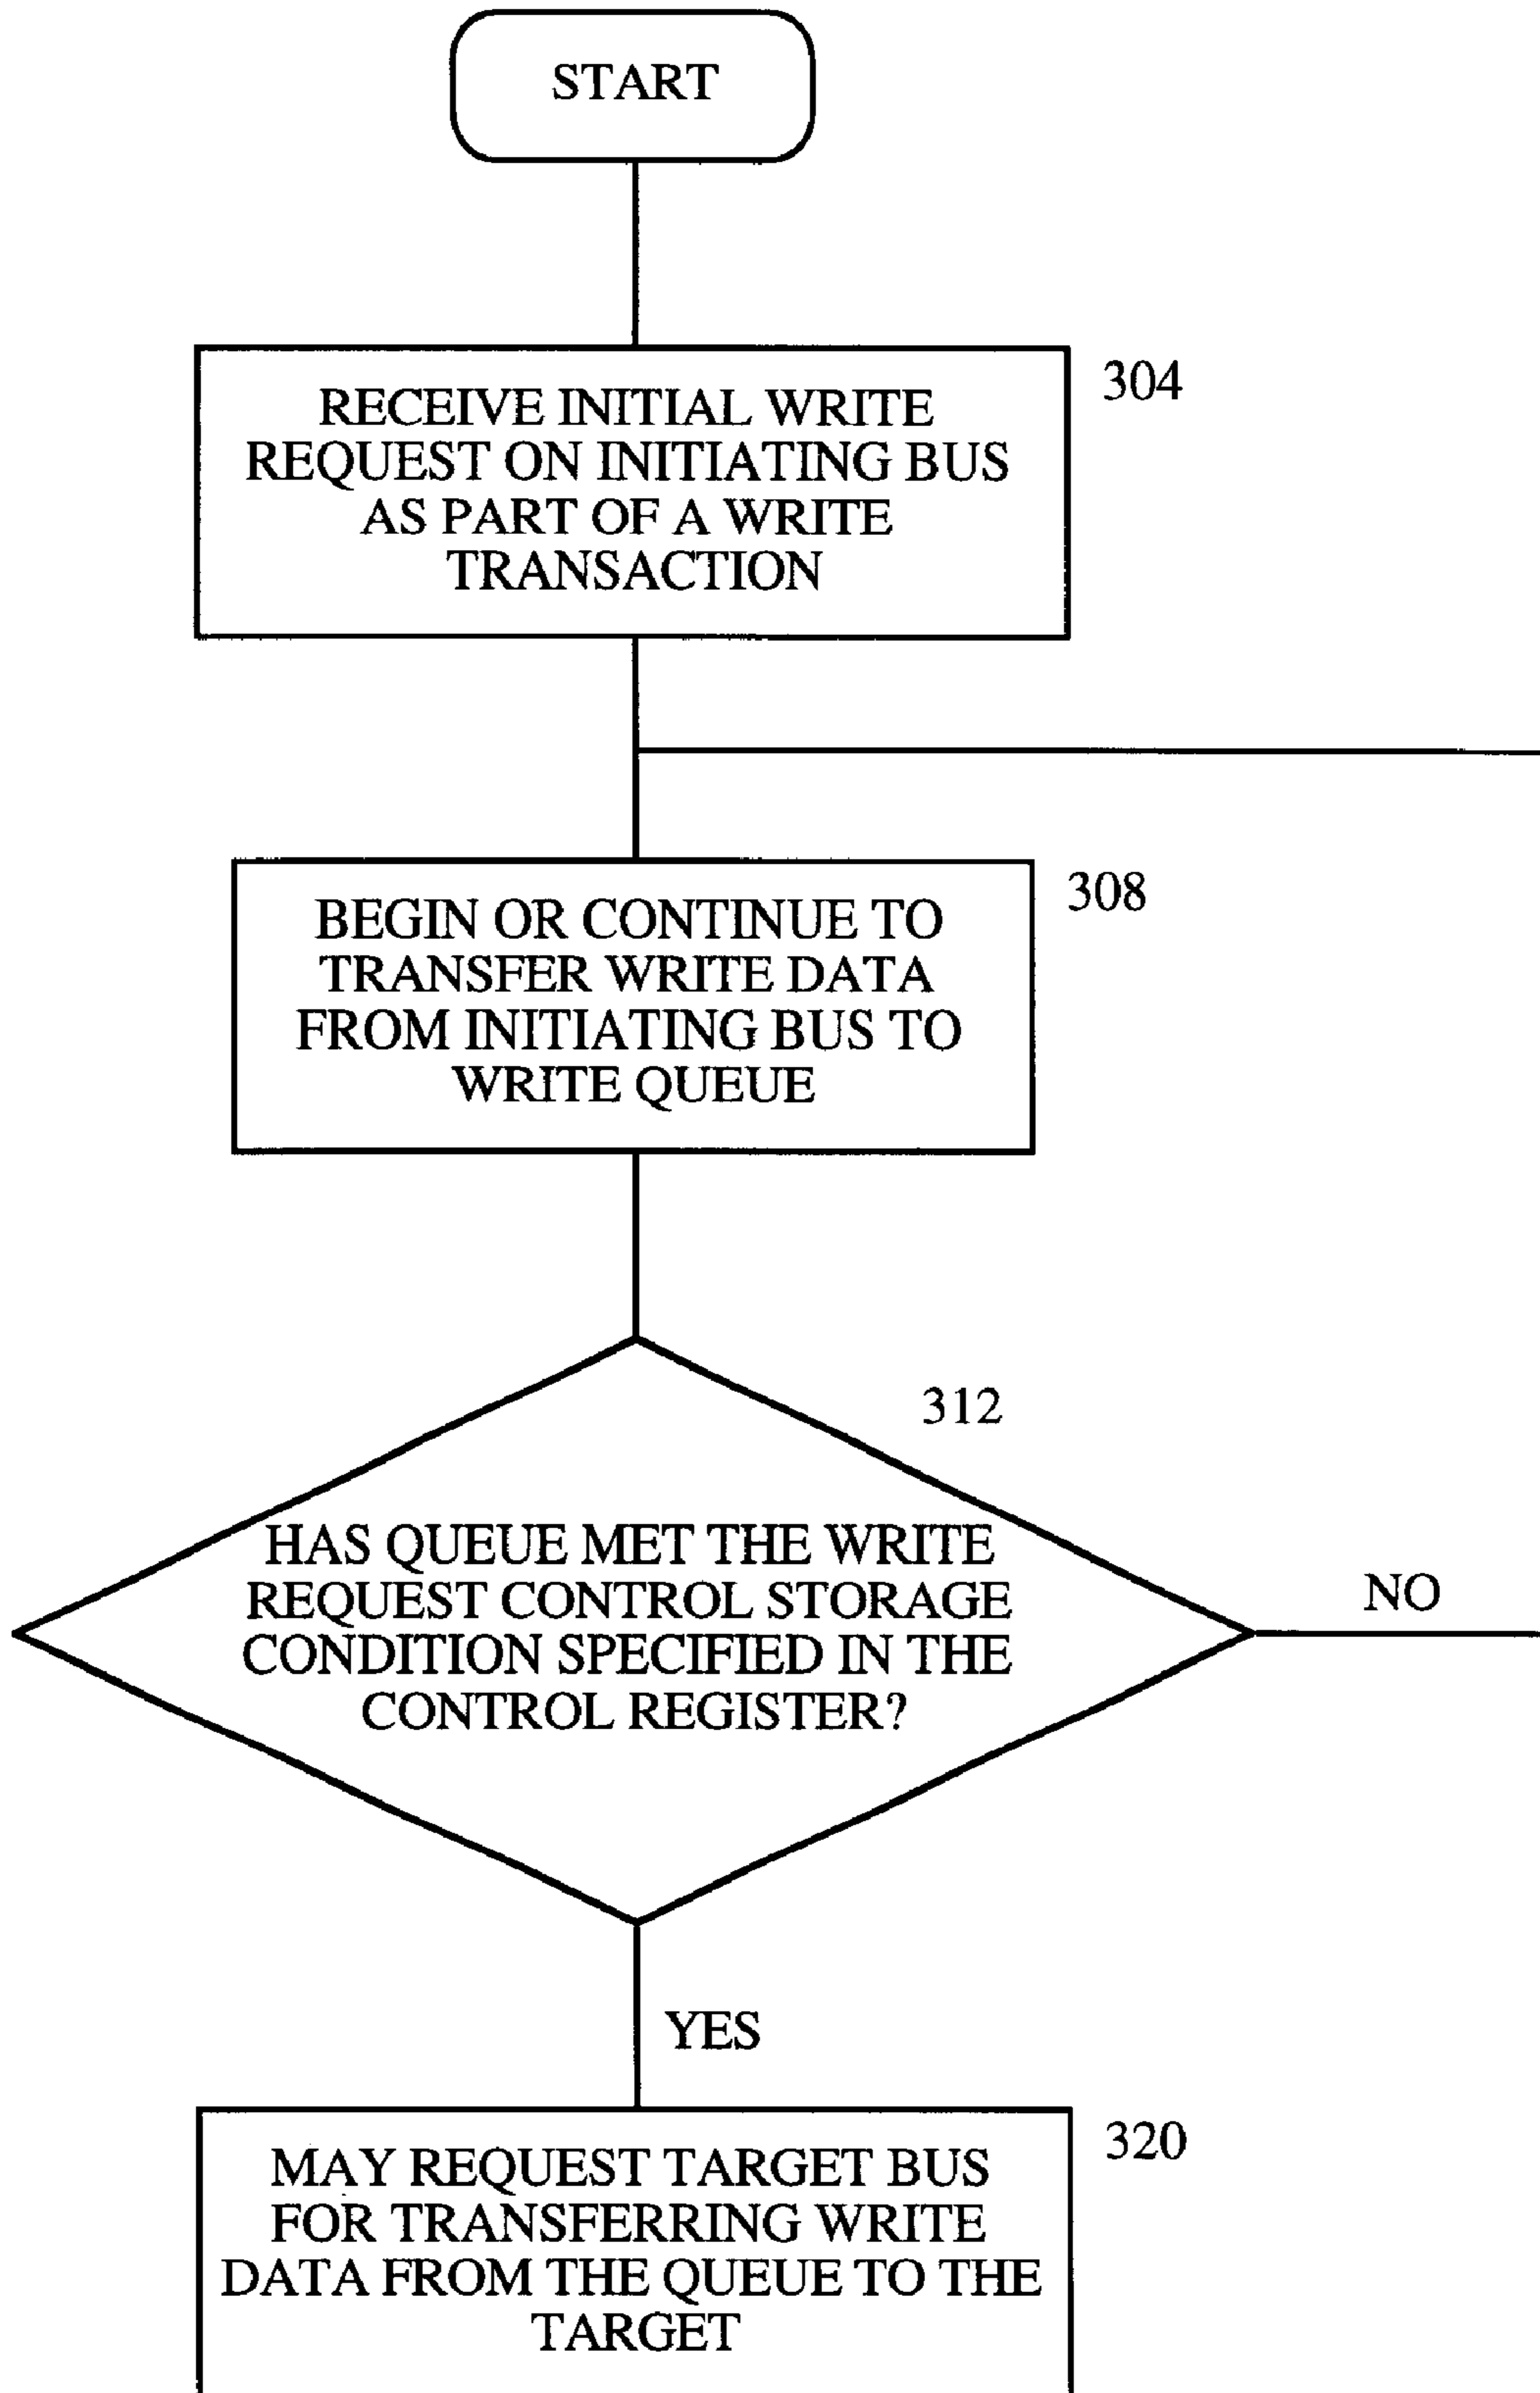 START
304
RECEIVE INITIAL WRITE
REQUEST ON INITIATING BUS
AS PART OF A WRITE
TRANSACTION
308
BEGIN OR CONTINUE TO
TRANSFER WRITE DATA
FROM INITIATING BUS TO
WRITE QUEUE
312
HAS QUEUE MET THE WRITE
REQUEST CONTROL STORAGE
CONDITION SPECIFIED IN THE
CONTROL REGISTER?
NO
YES
320
MAY REQUEST TARGET BUS
FOR TRANSFERRING WRITE
DATA FROM THE QUEUE TO THE
TARGET